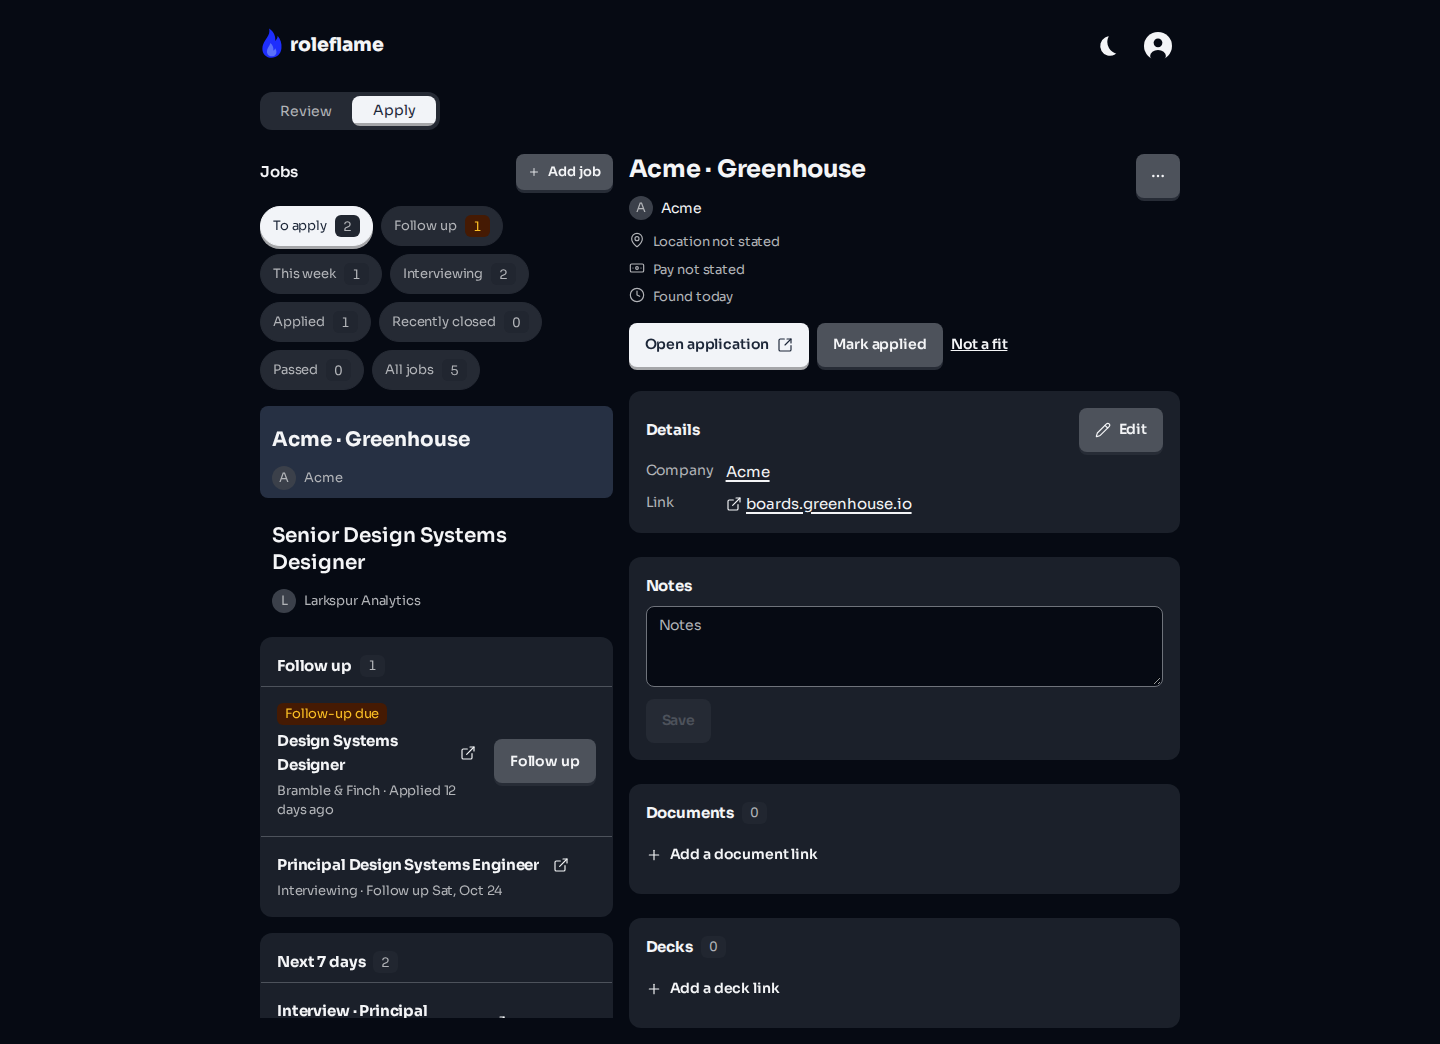 roleflame
Review
Apply
Jobs
Add job
To apply 2
Follow up 1
This week 1
Interviewing 2
Applied 1
Recently closed 0
Passed 0
All jobs 5
Acme · Greenhouse
A Acme
Senior Design Systems
Designer
L Larkspur Analytics
Follow up 1
Follow-up due
Design Systems
Designer
Bramble & Finch · Applied 12
days ago
Follow up
Principal Design Systems Engineer
Interviewing · Follow up Sat, Oct 24
Next 7 days 2
Interview · Principal
Acme · Greenhouse
A Acme
Location not stated
Pay not stated
Found today
Open application
Mark applied
Not a fit
Details
Edit
Company Acme
Link boards.greenhouse.io
Notes
Notes
Save
Documents 0
Add a document link
Decks 0
Add a deck link